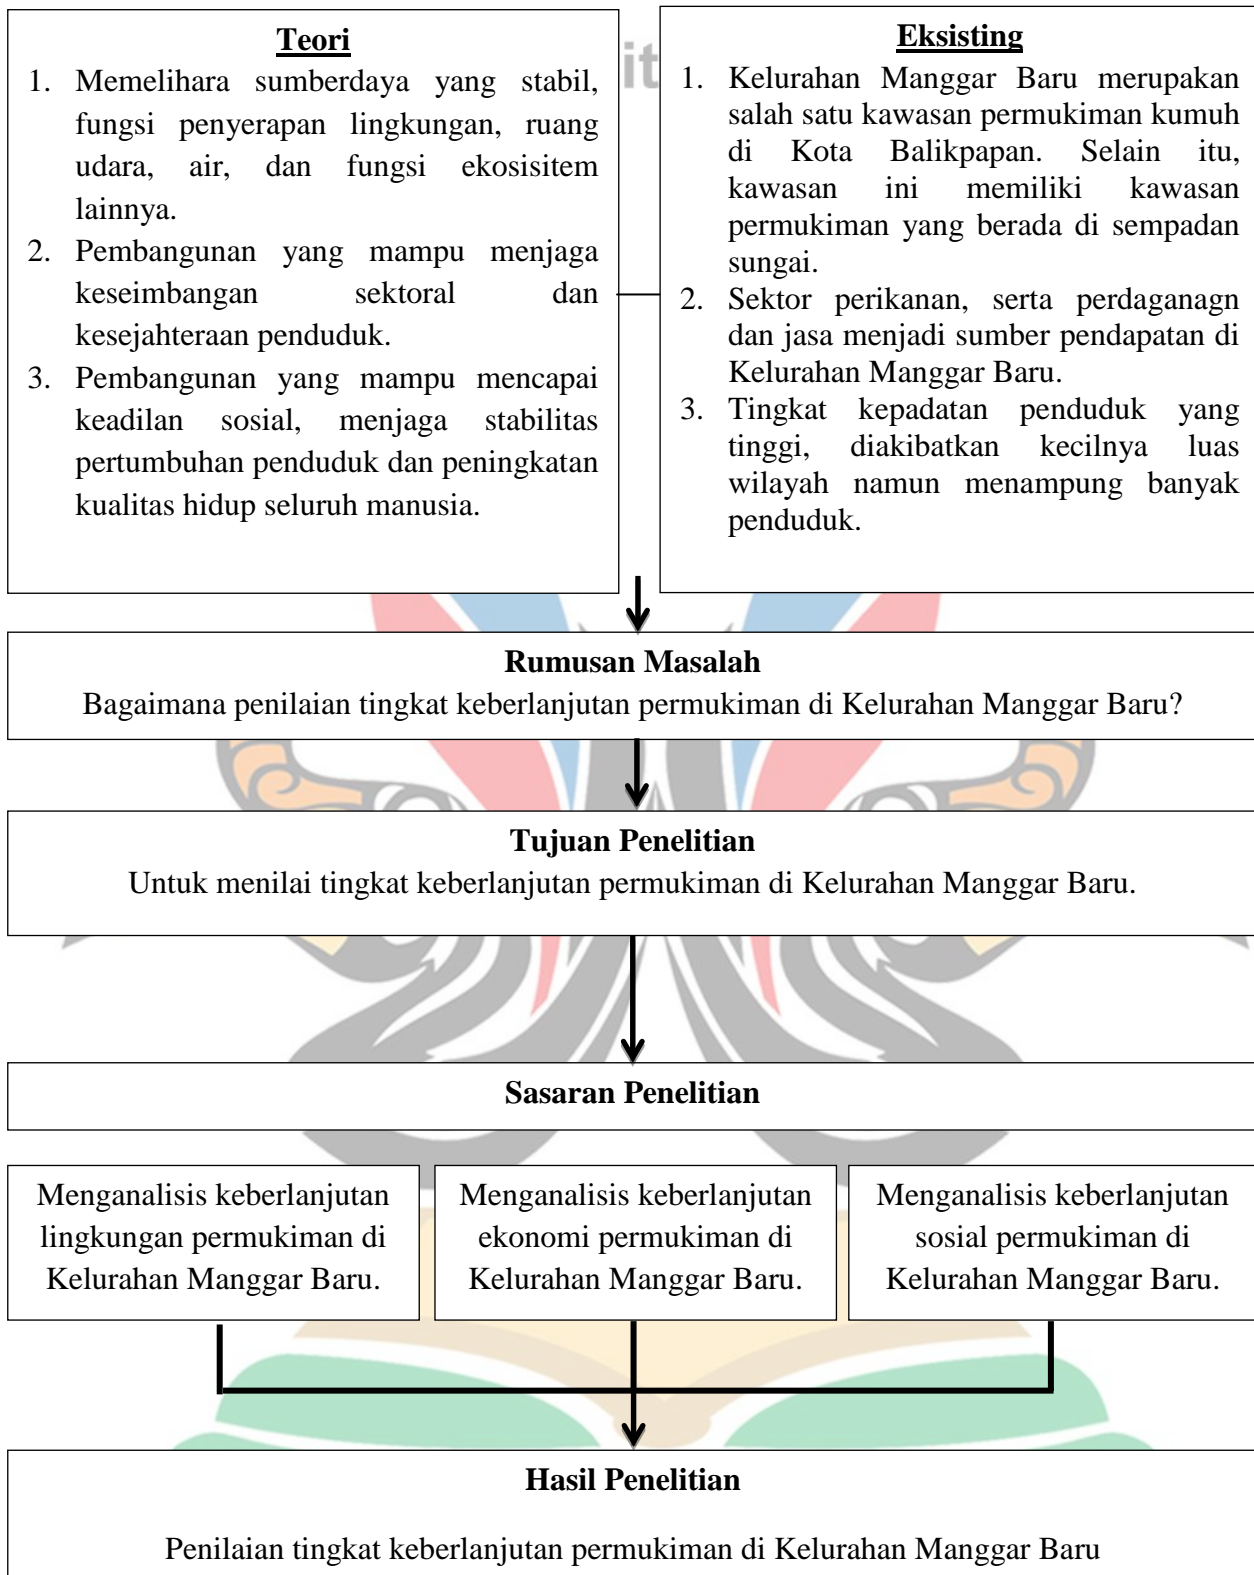 Teori
1. Memelihara sumberdaya yang stabil,
fungsi penyerapan lingkungan, ruang
udara, air, dan fungsi ekosisitem
lainnya.
2. Pembangunan yang mampu menjaga
keseimbangan sektoral dan
kesejahteraan penduduk.
3. Pembangunan yang mampu mencapai
keadilan sosial, menjaga stabilitas
pertumbuhan penduduk dan peningkatan
kualitas hidup seluruh manusia.
it
Eksisting
1. Kelurahan Manggar Baru merupakan
salah satu kawasan permukiman kumuh
di Kota Balikpapan. Selain itu,
kawasan ini memiliki kawasan
permukiman yang berada di sempadan
sungai.
2. Sektor perikanan, serta perdaganagn
dan jasa menjadi sumber pendapatan di
Kelurahan Manggar Baru.
3. Tingkat kepadatan penduduk yang
tinggi, diakibatkan kecilnya luas
wilayah namun menampung banyak
penduduk.
Rumusan Masalah
Bagaimana penilaian tingkat keberlanjutan permukiman di Kelurahan Manggar Baru?
Tujuan Penelitian
Untuk menilai tingkat keberlanjutan permukiman di Kelurahan Manggar Baru.
Sasaran Penelitian
Menganalisis keberlanjutan
lingkungan permukiman di
Kelurahan Manggar Baru.
Menganalisis keberlanjutan
ekonomi permukiman di
Kelurahan Manggar Baru.
Menganalisis keberlanjutan
sosial permukiman di
Kelurahan Manggar Baru.
Hasil Penelitian
Penilaian tingkat keberlanjutan permukiman di Kelurahan Manggar Baru